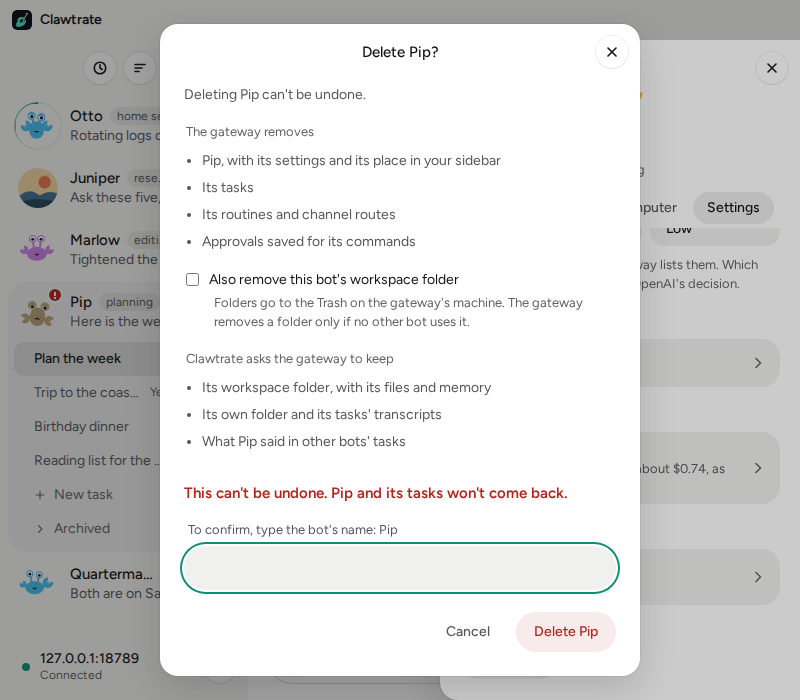 Clawtrate
Delete Pip?
Deleting Pip can't be undone.
The gateway removes
• Pip, with its settings and its place in your sidebar
• Its tasks
• Its routines and channel routes
• Approvals saved for its commands
Also remove this bot's workspace folder
Folders go to the Trash on the gateway's machine. The gateway
removes a folder only if no other bot uses it.
Clawtrate asks the gateway to keep
• Its workspace folder, with its files and memory
• Its own folder and its tasks' transcripts
• What Pip said in other bots' tasks
This can't be undone. Pip and its tasks won't come back.
To confirm, type the bot's name: Pip
Cancel
Delete Pip
Otto home
Rotating logs
Juniper rese...
Ask these five,
Marlow editi...
Tightened the
Pip planning
Here is the
Plan the week
Trip to the coas...
Birthday dinner
Reading list for the ...
+ New task
Archived
Quarterma...
Both are on
127.0.0.1:18789
Connected
Settings
Low
lists them. Which
decision.
about $0.74, as